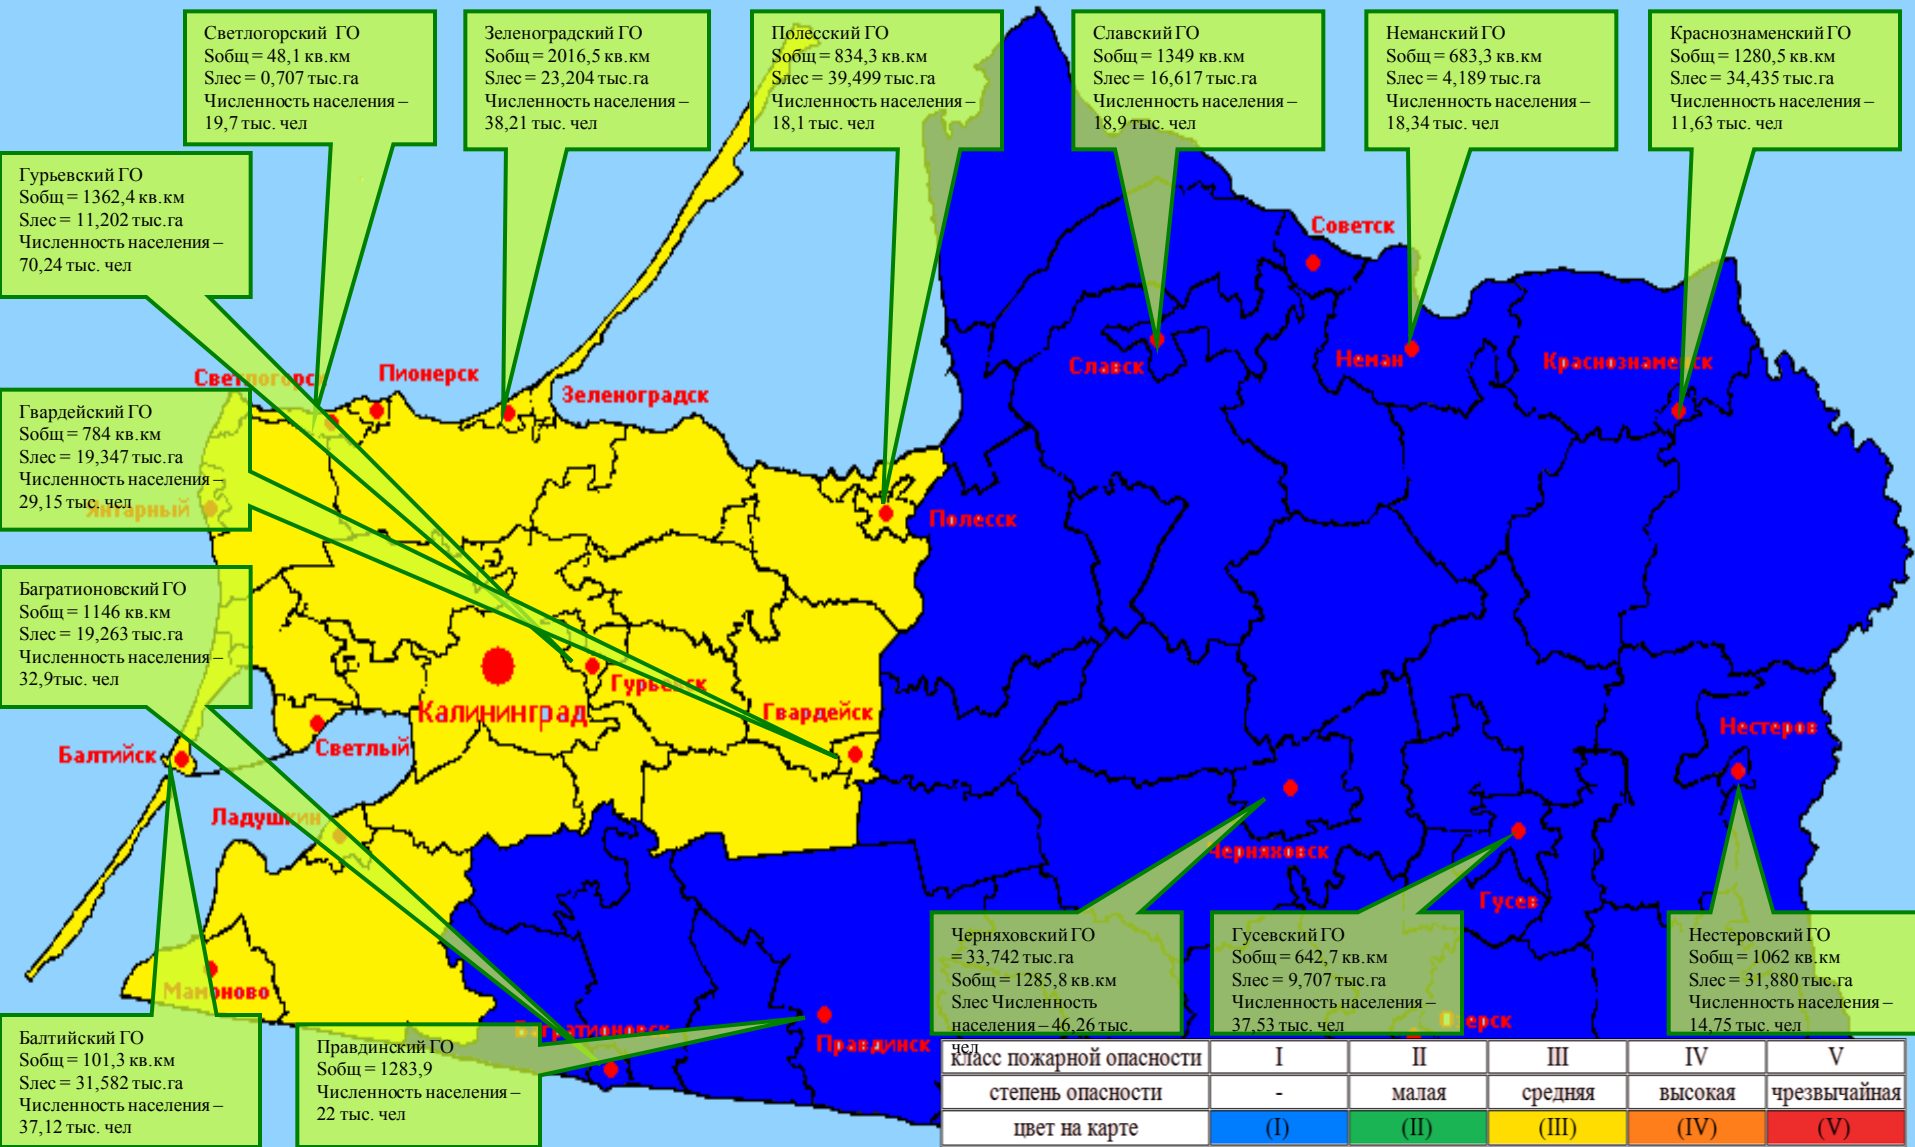 Светлогорский ГО
Sобщ = 48,1 кв.км
Sлес = 0,707 тыс.га
Численность населения –
19,7 тыс. чел
Зеленоградский ГО
Sобщ = 2016,5 кв.км
Sлес = 23,204 тыс.га
Численность населения –
38,21 тыс. чел
Полесский ГО
Sобщ = 834,3 кв.км
Sлес = 39,499 тыс.га
Численность населения –
18,1 тыс. чел
Славский ГО
Sобщ = 1349 кв.км
Sлес = 16,617 тыс.га
Численность населения –
18,9 тыс. чел
Неманский ГО
Sобщ = 683,3 кв.км
Sлес = 4,189 тыс.га
Численность населения –
18,34 тыс. чел
Краснознаменский ГО
Sобщ = 1280,5 кв.км
Sлес = 34,435 тыс.га
Численность населения –
11,63 тыс. чел
Гурьевский ГО
Sобщ = 1362,4 кв.км
Sлес = 11,202 тыс.га
Численность населения –
70,24 тыс. чел
Советск
Славск
Неман
Краснознаменск
Светлогорск
Пионерск
Зеленоградск
Гвардейский ГО
Sобщ = 784 кв.км
Sлес = 19,347 тыс.га
Численность населения –
29,15 тыс. чел
Янтарный
Полесск
Багратионовский ГО
Sобщ = 1146 кв.км
Sлес = 19,263 тыс.га
Численность населения –
32,9тыс. чел
Гурьевск
Калининград
Гвардейск
Нестеров
Балтийск
Светлый
Ладушкин
Черняховск
Гусев
Мамоново
Багратионовск
Правдинск
Озерск
Черняховский ГО
= 33,742 тыс.га
Sобщ = 1285,8 кв.км
Sлес Численность
населения – 46,26 тыс.
чел
Гусевский ГО
Sобщ = 642,7 кв.км
Sлес = 9,707 тыс.га
Численность населения –
37,53 тыс. чел
Нестеровский ГО
Sобщ = 1062 кв.км
Sлес = 31,880 тыс.га
Численность населения –
14,75 тыс. чел
Балтийский ГО
Sобщ = 101,3 кв.км
Sлес = 31,582 тыс.га
Численность населения –
37,12 тыс. чел
Правдинский ГО
Sобщ = 1283,9
Численность населения –
22 тыс. чел
класс пожарной опасности I II III IV V
степень опасности - малая средняя высокая чрезвычайная
цвет на карте (I) (II) (III) (IV) (V)